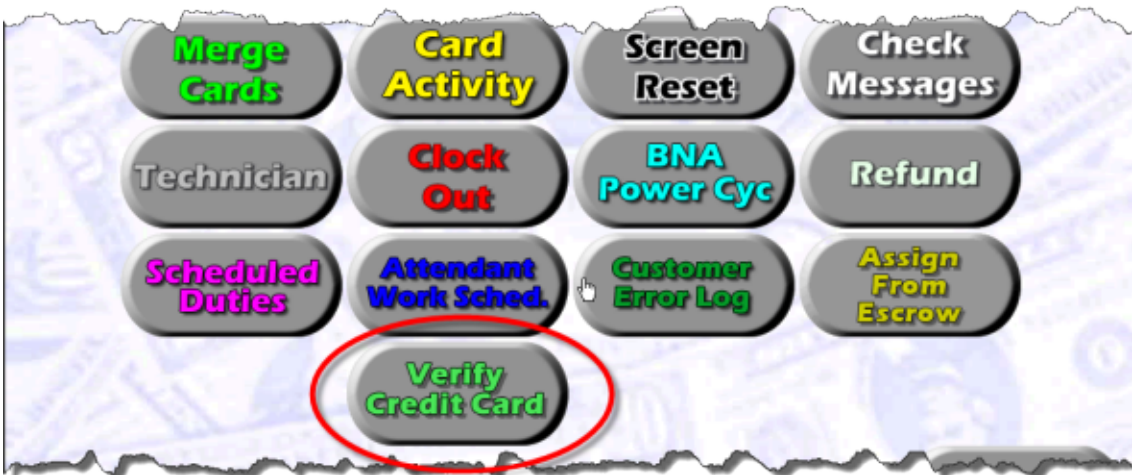 Merge
Cards
Card
Activity
Screen
Reset
Check
Messages
Technician
Clock
Out
BNA
Power Cyc
Refund
Scheduled
Duties
Attendant
Work Sched.
Customer
Error Log
Assign
From
Escrow
Verify
Credit Card